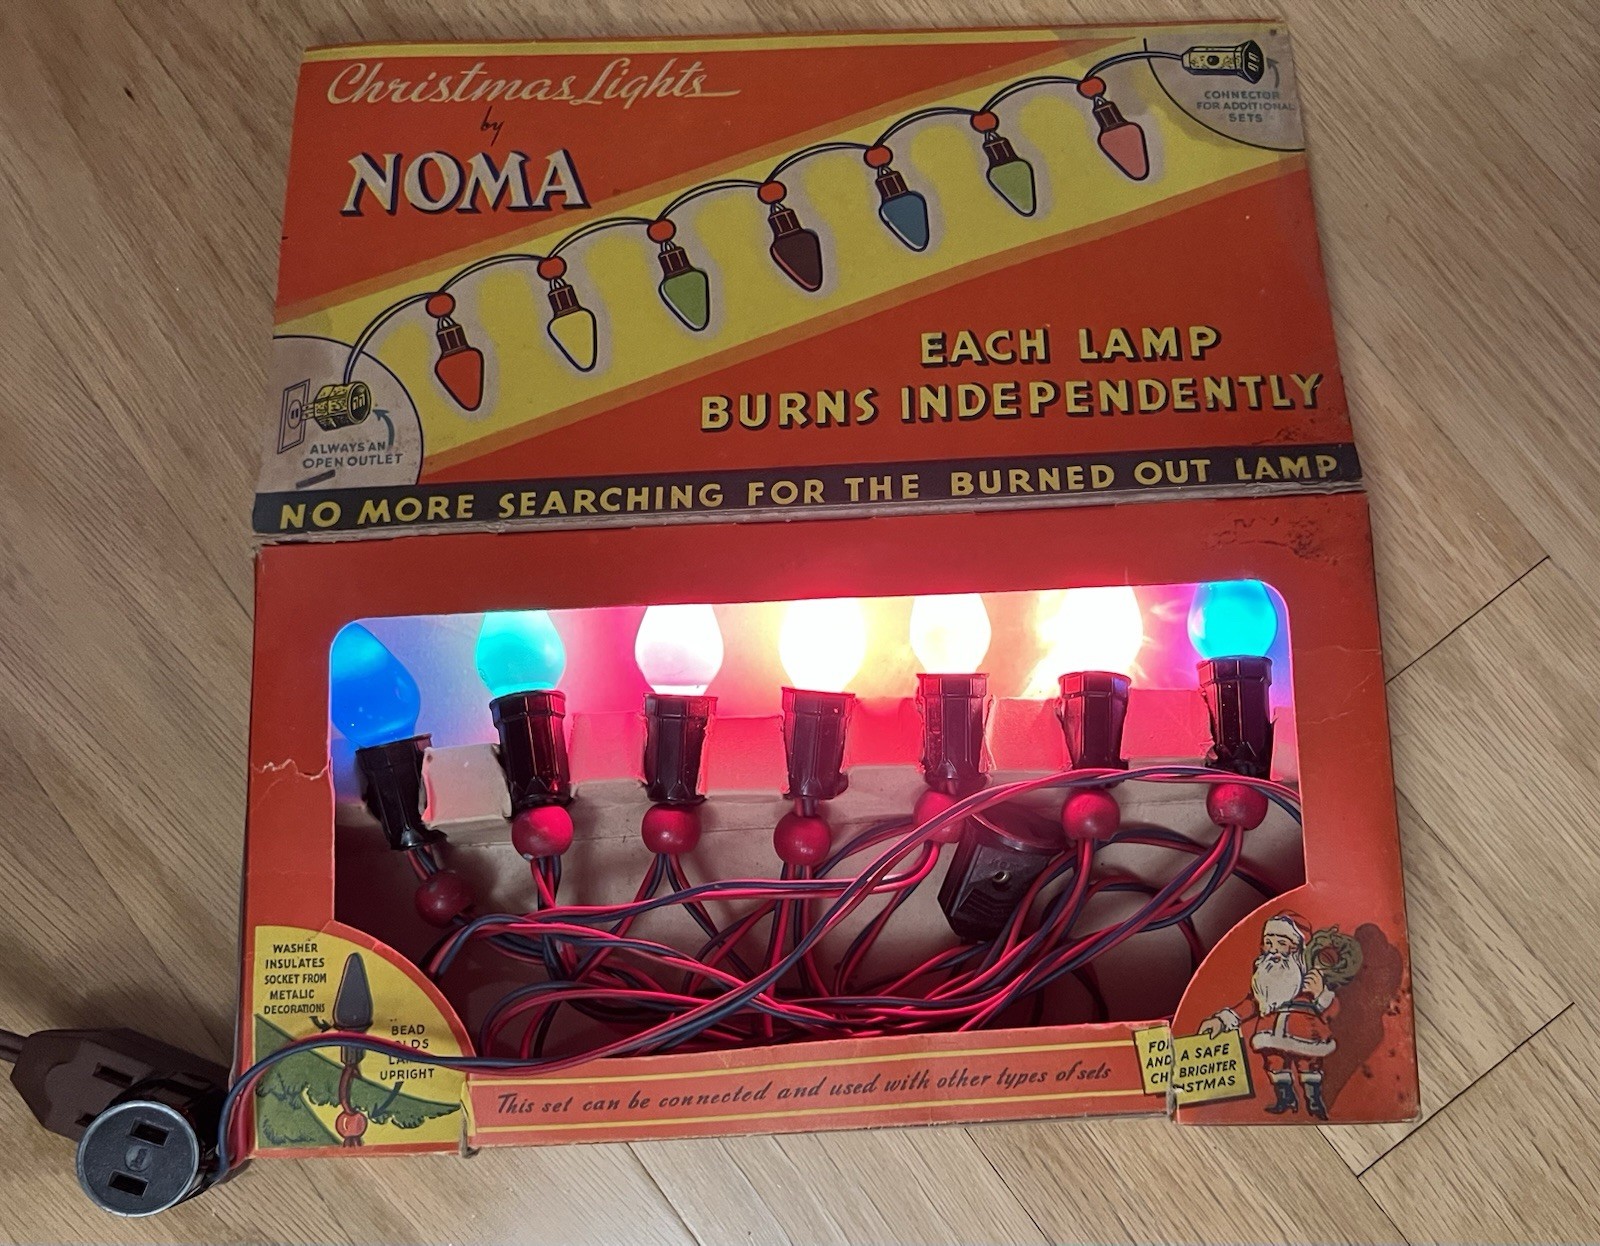 Christmas Lights
by
NOMA
CONNECTOR
FOR ADDITIONAL
SETS
ALWAYS AN
OPEN OUTLET
EACH LAMP
BURNS INDEPENDENTLY
NO MORE SEARCHING FOR THE BURNED OUT LAMP
WASHER
INSULATES
SOCKET FROM
METALIC
DECORATIONS
BEAD
UPRIGHT
This set can be connected and used with other types of sets
A SAFE
AND BRIGHTER